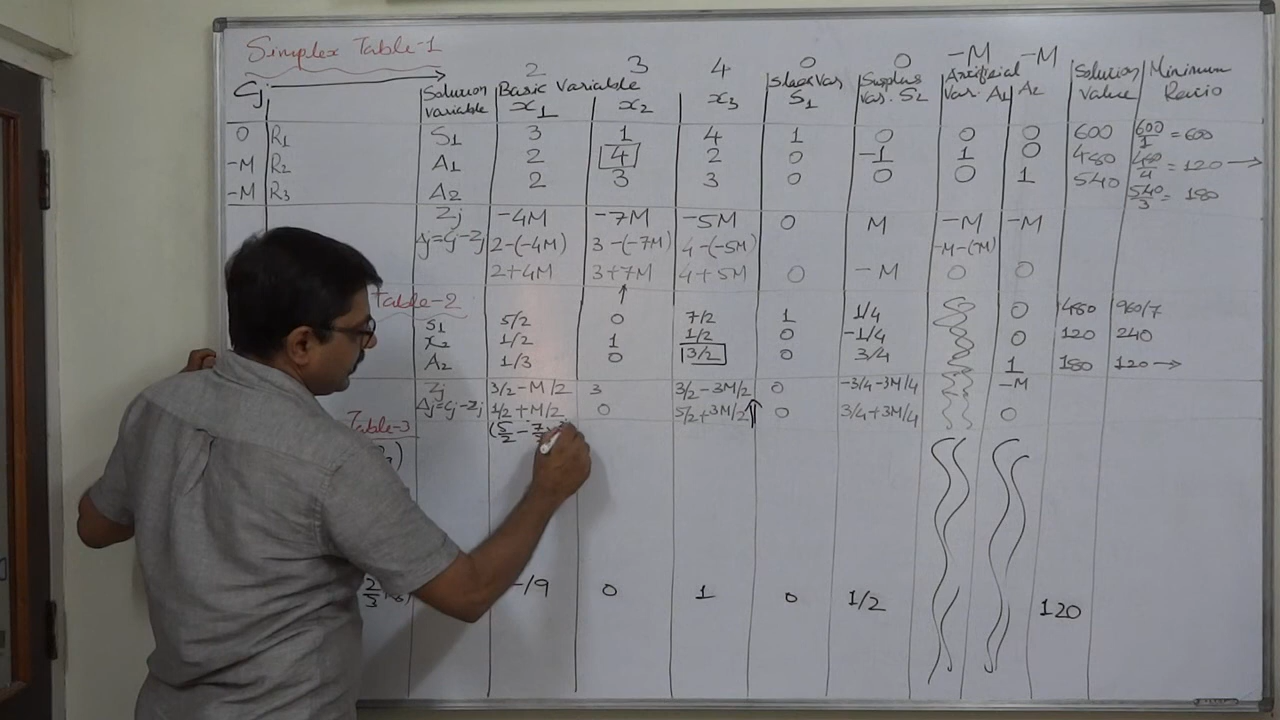 Simplex Table-1
2 3 4 0 0 -M -M
Cj Solution Variable Basic Variable Slack Var. Surplus Var. S2 Artificial Var. A1 A2 Solution Value Minimum Racio
x1 x2 x3 S1
0 R1 S1 3 1 4 1 0 0 0 600 600/1 = 600
-M R2 A1 2 4 2 0 -1 1 0 480 480/4 = 120 →
-M R3 A2 2 3 3 0 0 0 1 540 540/3 = 180
Zj -4M -7M -5M 0 M -M -M
Δj=Cj-Zj 2-(-4M) 3-(-7M) 4-(-5M) -M-(-M)
2+4M 3+7M 4+5M 0 -M 0 0
↑
Table-2
S1 5/2 0 7/2 1 1/4 0 480 960/7
x2 1/2 1 1/2 0 -1/4 0 120 240
A2 1/3 0 3/2 0 3/4 1 180 120 →
Zj 3/2-M/2 3 3/2-3M/2 0 -3/4-3M/4 -M
Δj=Cj-Zj 1/2+M/2 0 5/2+3M/2 ↑ 0 3/4+3M/4 0
Table-3
(5/2 - 7/
/9 0 1 0 1/2 120